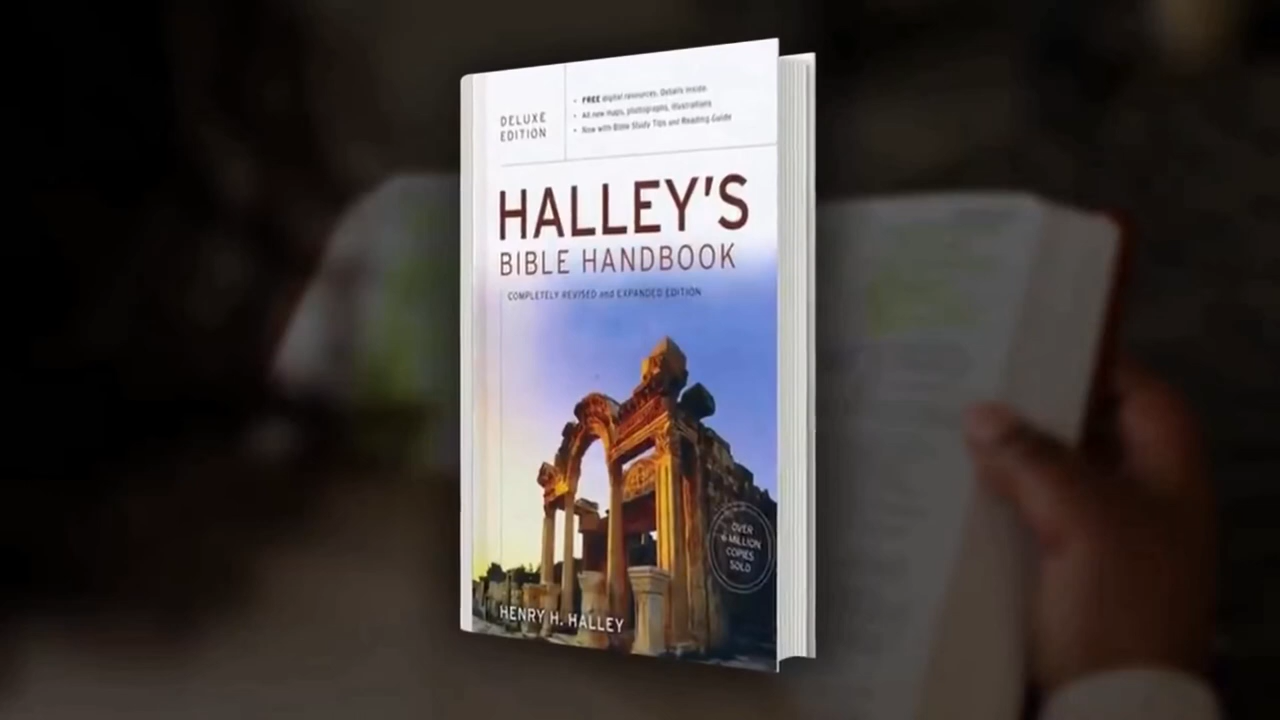 DELUXE
EDITION
• FREE digital resources. Details inside.
• All new maps, photographs, illustrations
• Now with Bible Study Tips and Reading Guide
HALLEY'S
BIBLE HANDBOOK
COMPLETELY REVISED and EXPANDED EDITION
OVER
6 MILLION
COPIES
SOLD
HENRY H. HALLEY